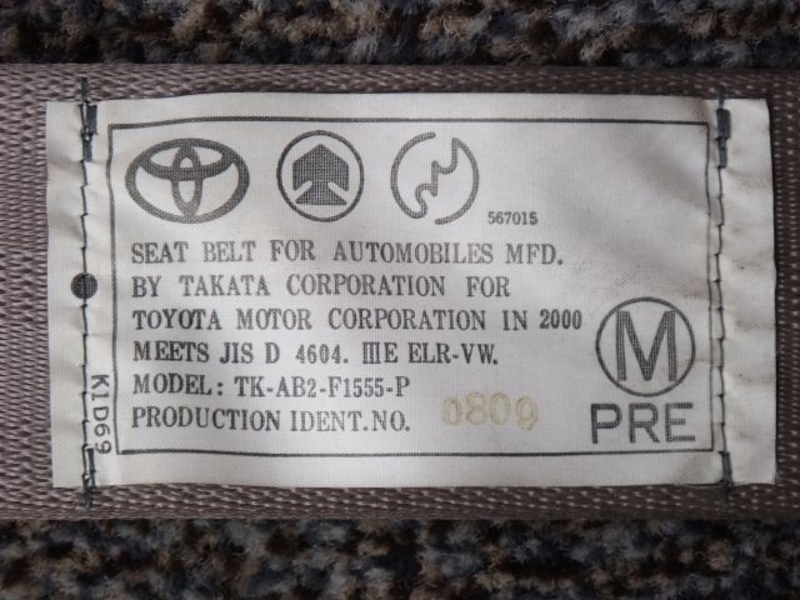 567015
SEAT BELT FOR AUTOMOBILES MFD.
BY TAKATA CORPORATION FOR
TOYOTA MOTOR CORPORATION IN 2000
MEETS JIS D 4604. ⅢE ELR-VW.
MODEL: TK-AB2-F1555-P
PRODUCTION IDENT.NO. 0809
M
PRE
K1D69